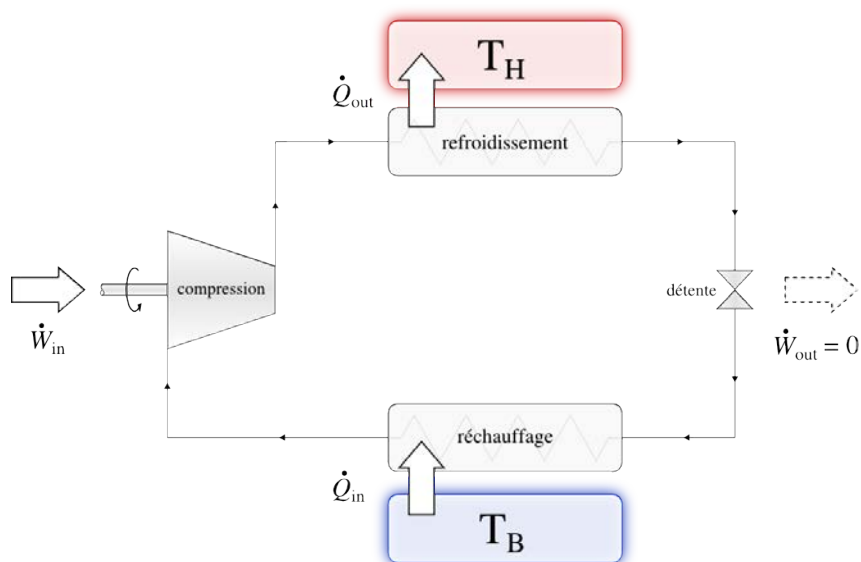 T_H
Q̇_out
refroidissement
compression
détente
Ẇ_in
Ẇ_out = 0
réchauffage
Q̇_in
T_B